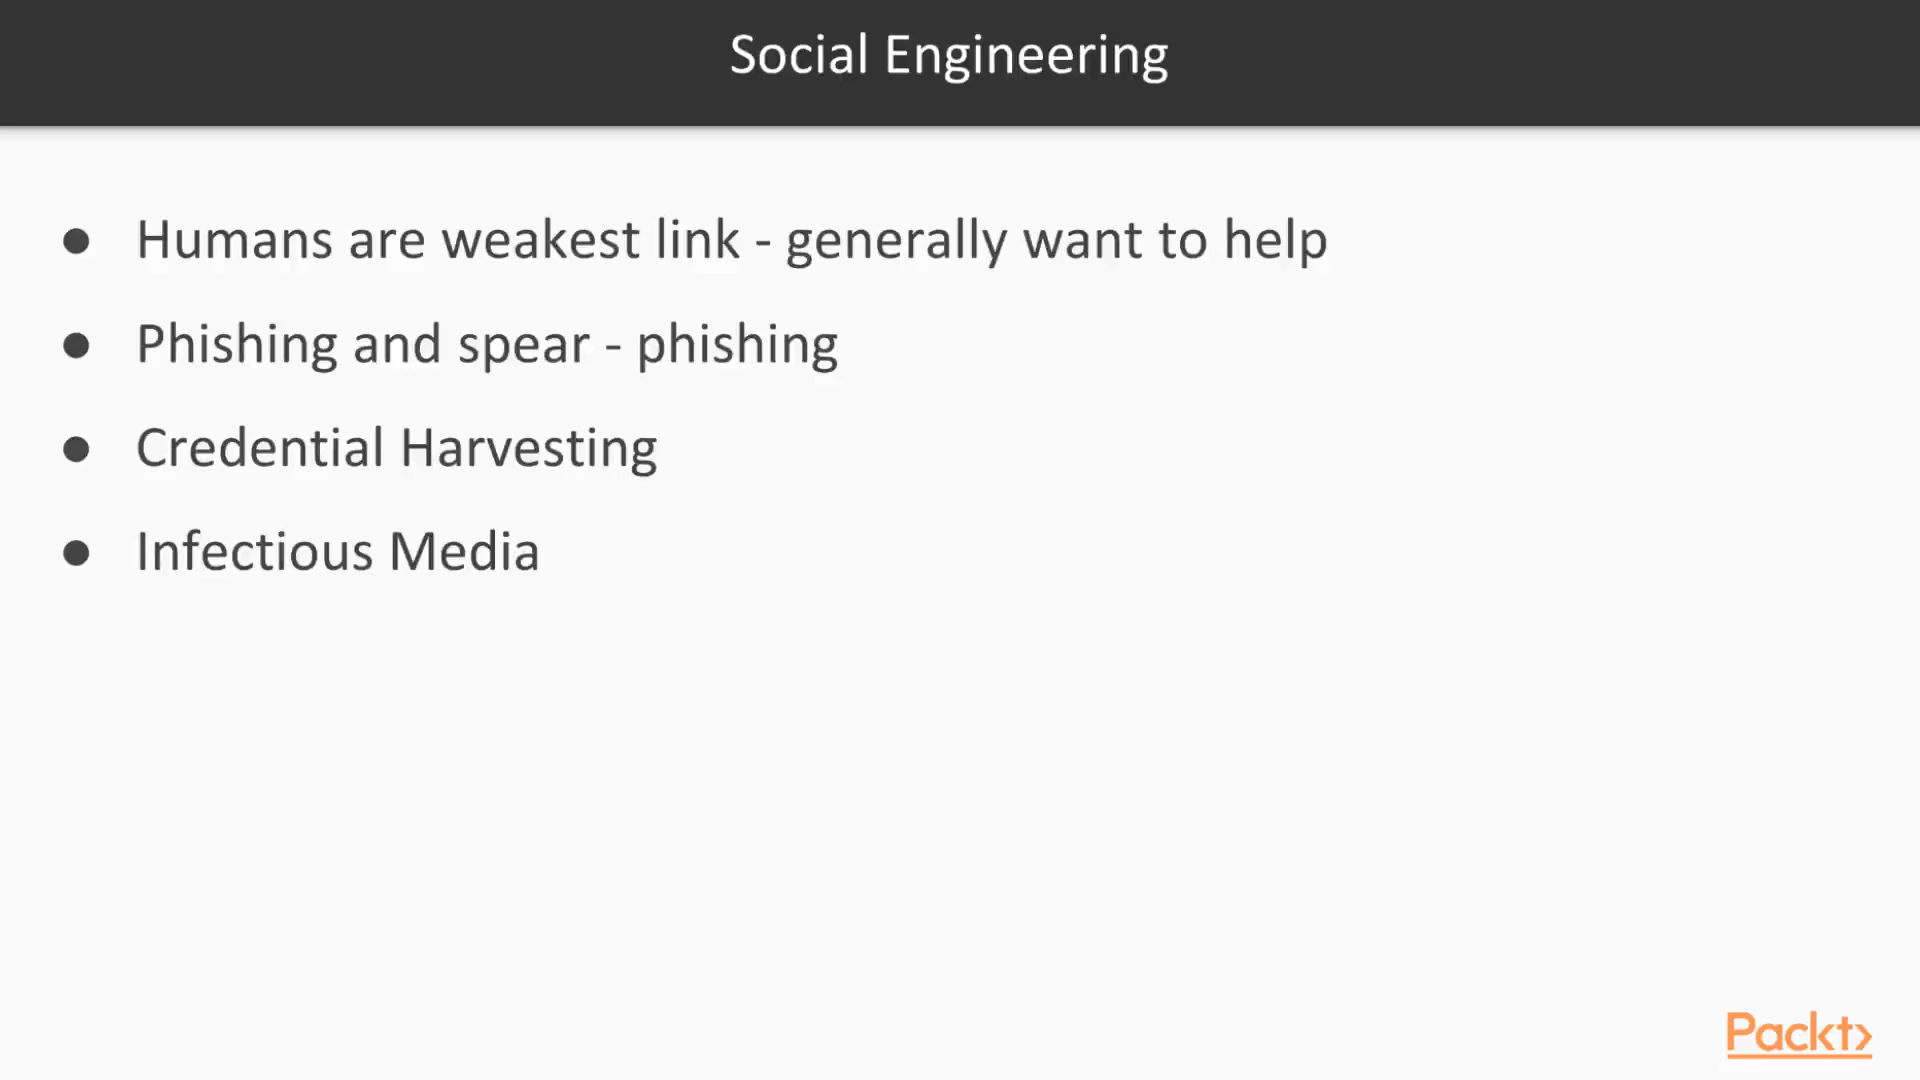 Social Engineering
● Humans are weakest link - generally want to help
● Phishing and spear - phishing
● Credential Harvesting
● Infectious Media
Packt>